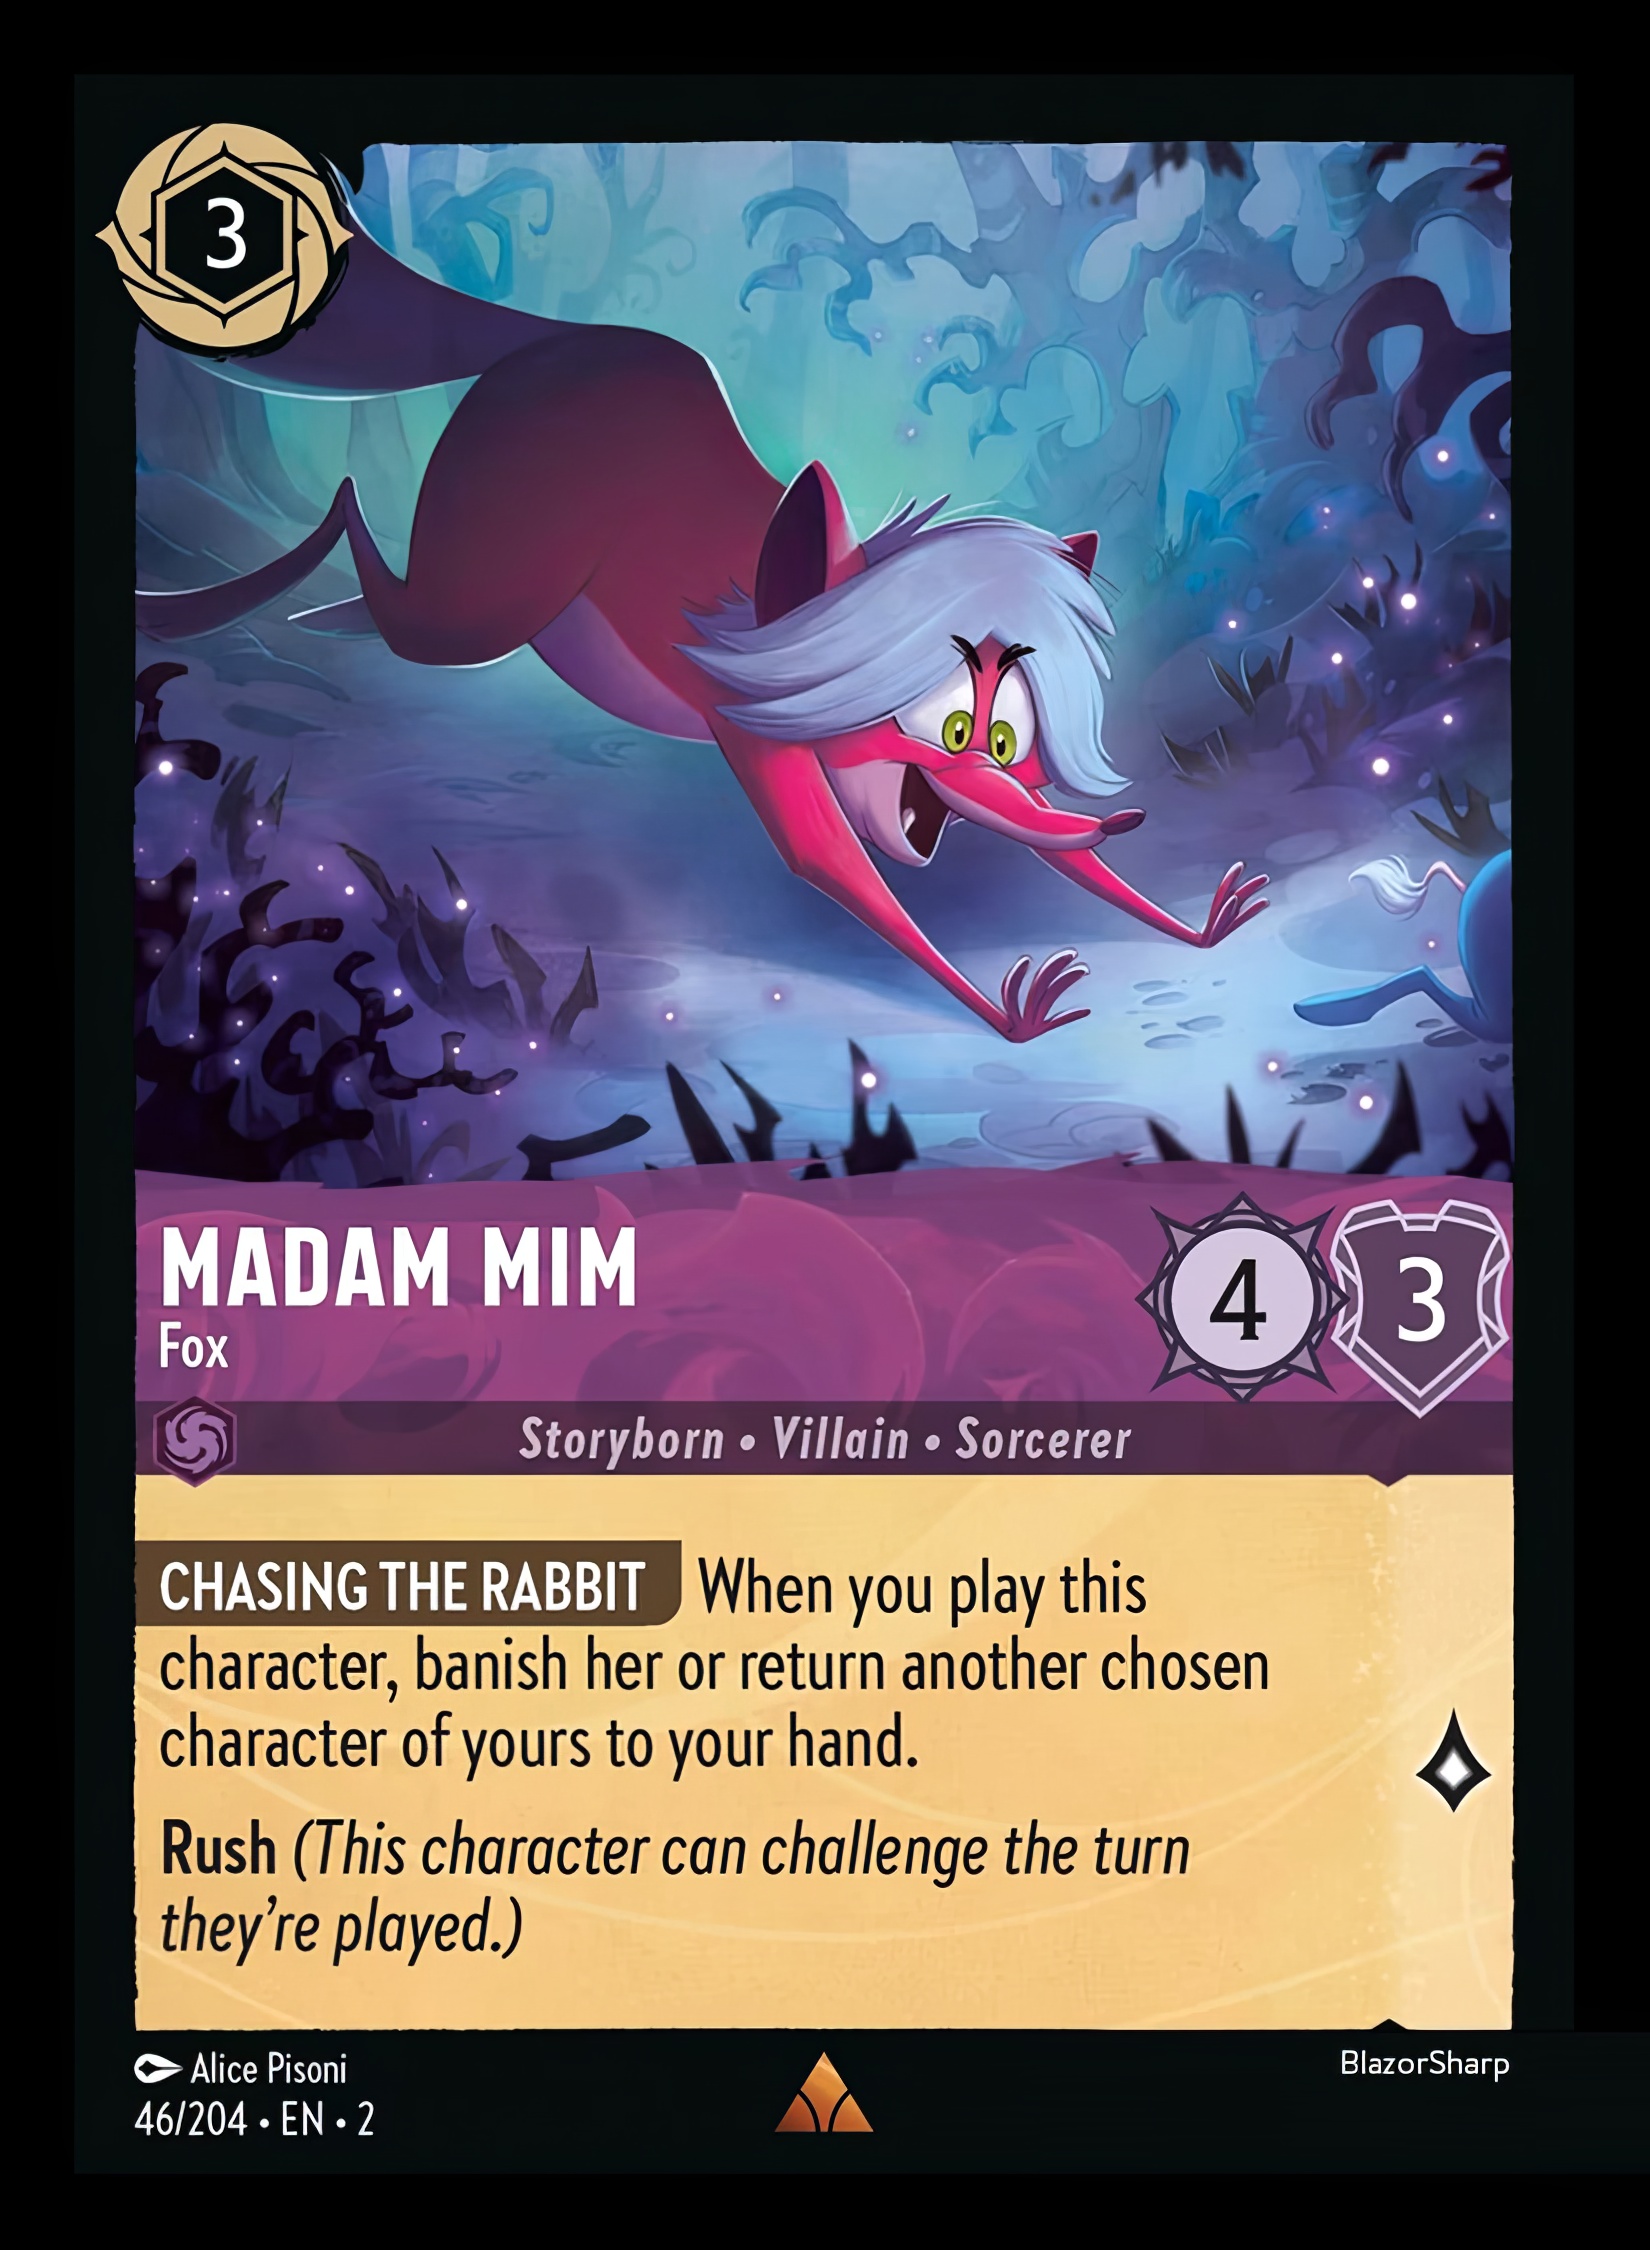 3
MADAM MIM
4
3
Fox
Storyborn • Villain • Sorcerer
CHASING THE RABBIT When you play this
character, banish her or return another chosen
character of yours to your hand.
Rush (This character can challenge the turn
they're played.)
Alice Pisoni
BlazorSharp
46/204 • EN • 2